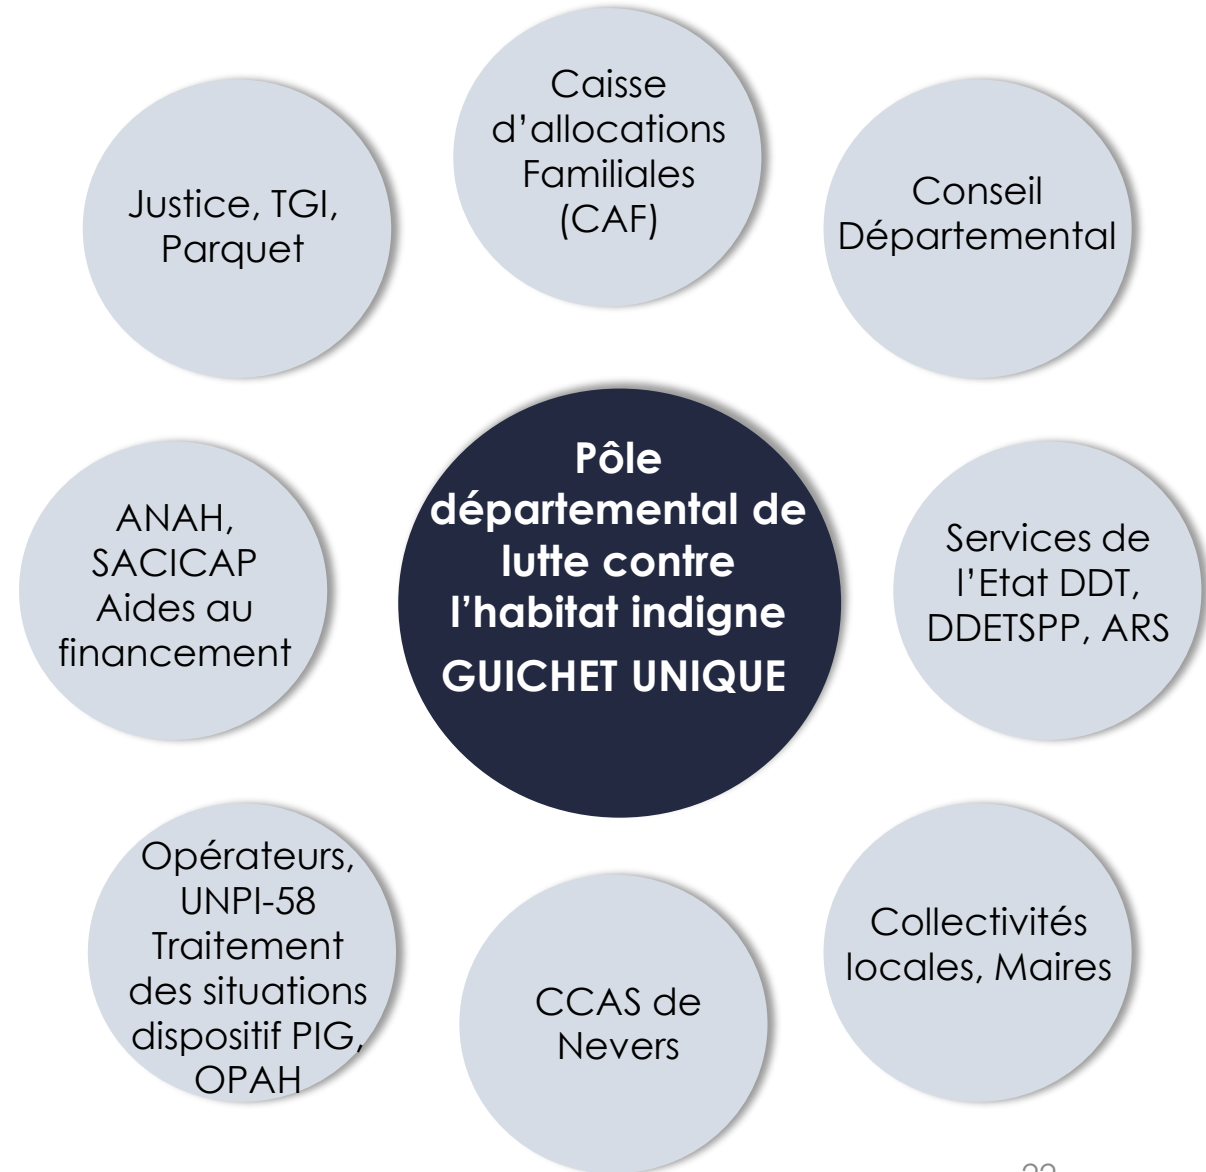 Caisse
d'allocations
Familiales
(CAF)
Justice, TGI,
Parquet
Conseil
Départemental
Pôle
départemental de
lutte contre
l'habitat indigne
GUICHET UNIQUE
ANAH,
SACICAP
Aides au
financement
Services de
l'Etat DDT,
DDETSPP, ARS
Opérateurs,
UNPI-58
Traitement
des situations
dispositif PIG,
OPAH
CCAS de
Nevers
Collectivités
locales, Maires